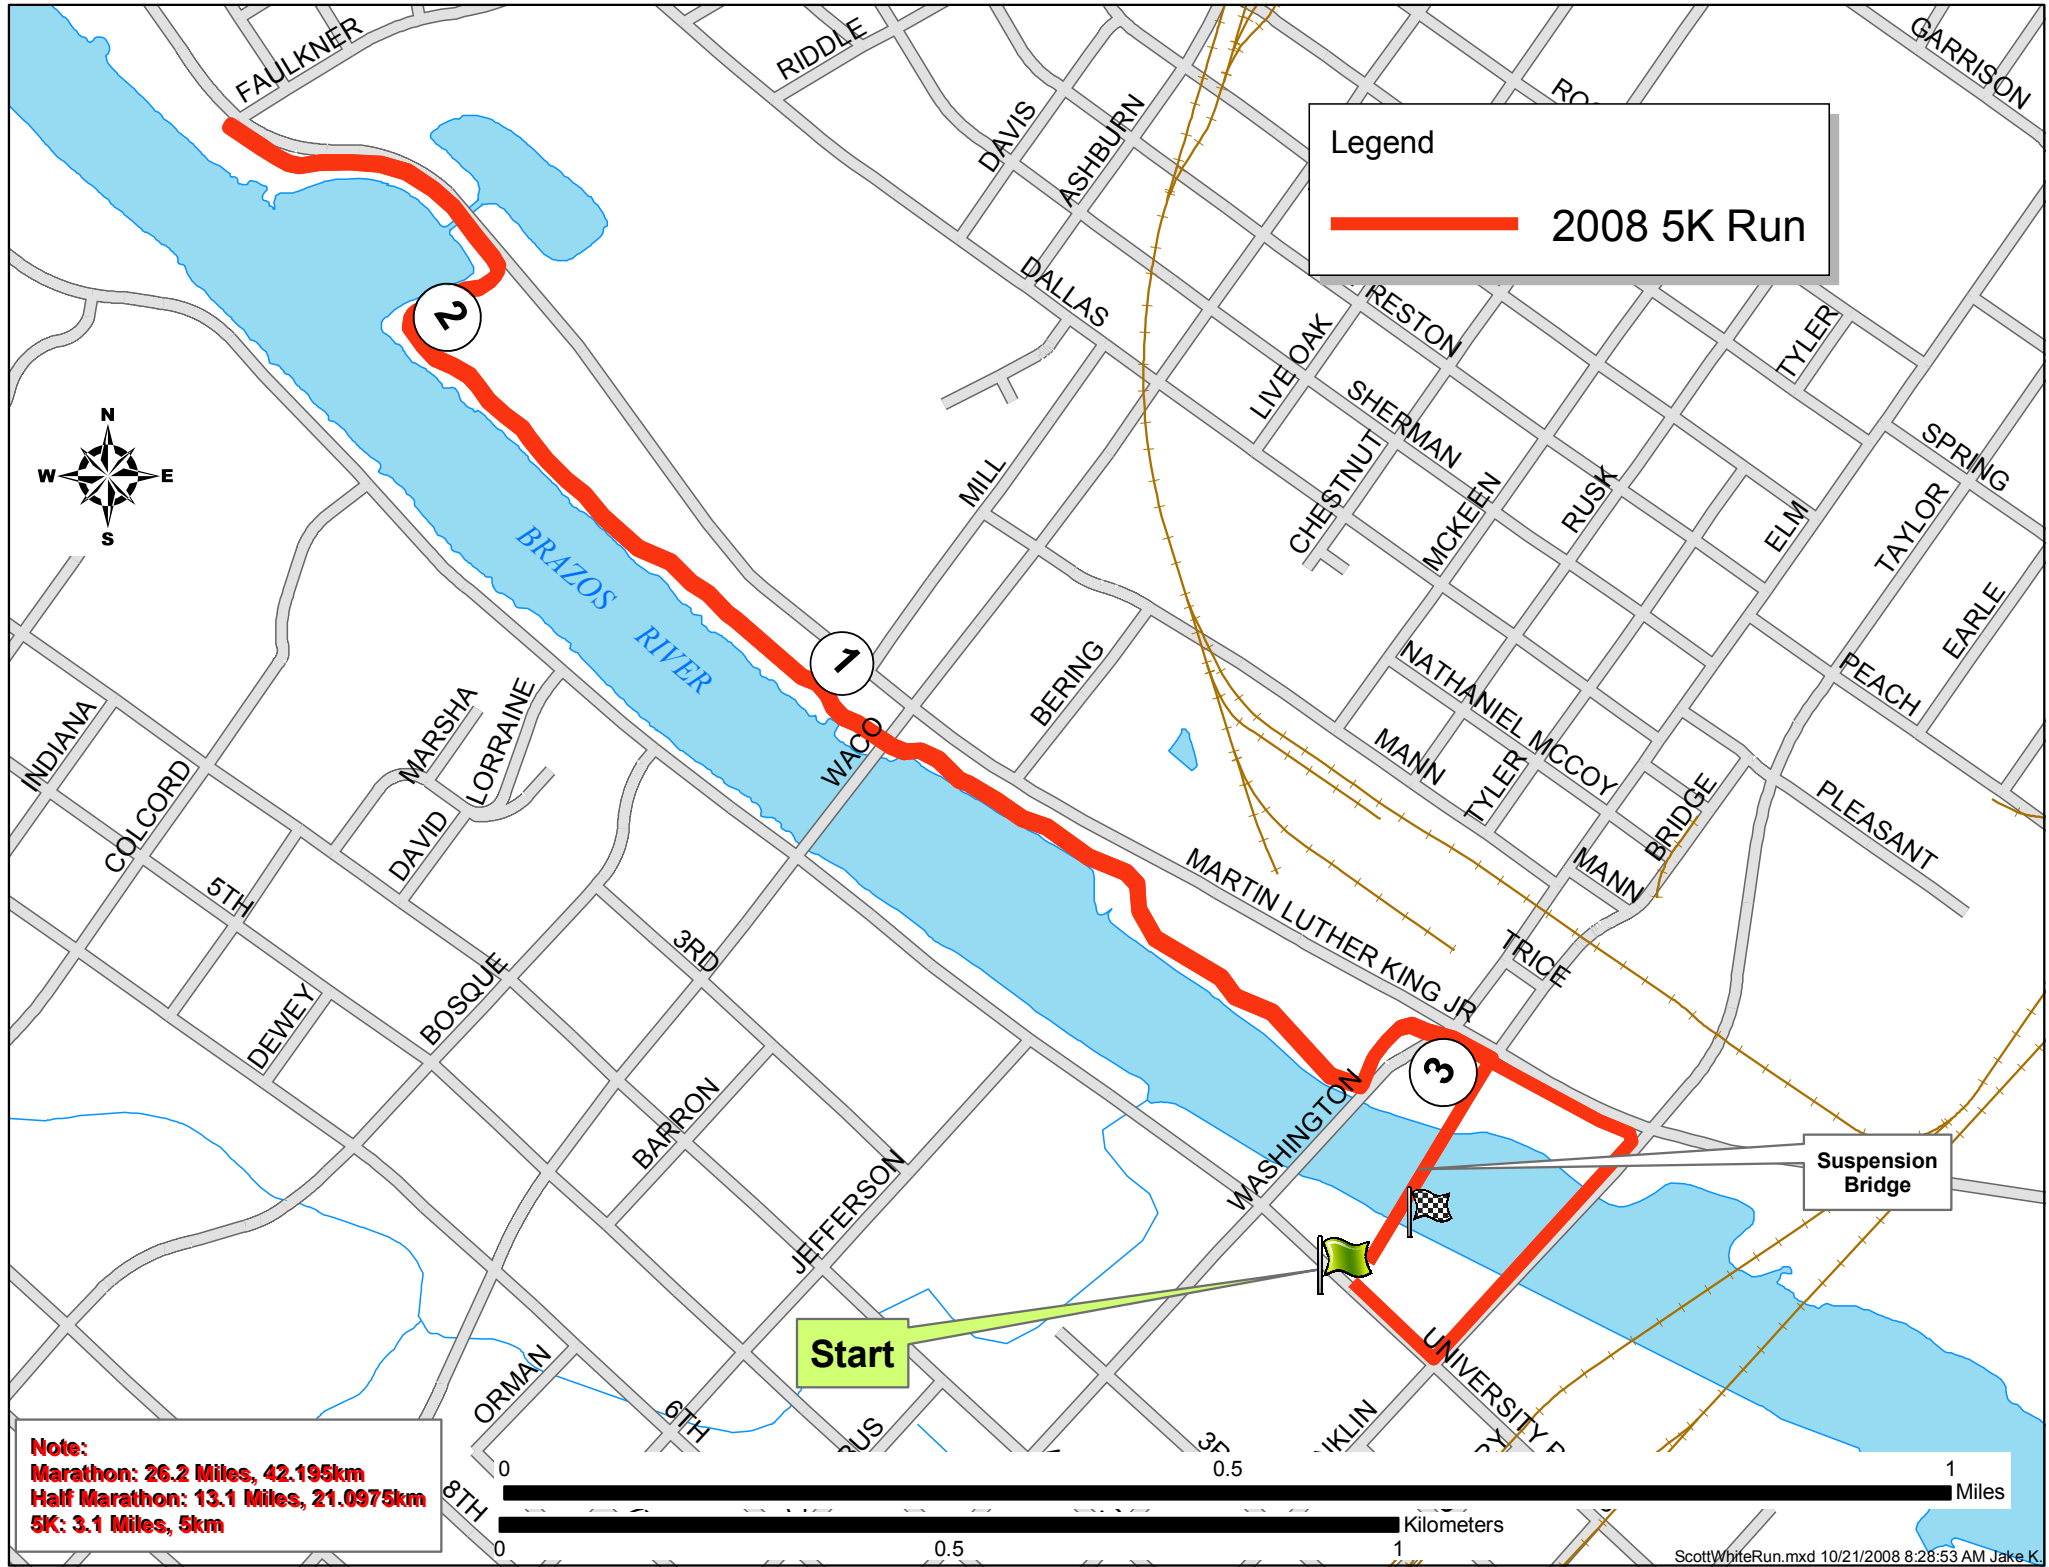 FAULKNER
RIDDLE
GARRISON
DAVIS
ASHBURN
Legend
2008 5K Run
DALLAS
LIVE OAK
RESTON
TYLER
2
N
W E
S
SHERMAN
SPRING
CHESTNUT
MCKEEN
RUSK
ELM
TAYLOR
EARLE
MILL
BRAZOS
RIVER
1
BERING
NATHANIEL MCCOY
PEACH
MANN
TYLER
BRIDGE
PLEASANT
MANN
INDIANA
COLCORD
MARSHA
LORRAINE
DAVID
WACO
5TH
3RD
MARTIN LUTHER KING JR
TRICE
DEWEY
BOSQUE
BARRON
JEFFERSON
WASHINGTON
3
Suspension
Bridge
Start
ORMAN
6TH
8TH
UNIVERSITY
Note:
Marathon: 26.2 Miles, 42.195km
Half Marathon: 13.1 Miles, 21.0975km
5K: 3.1 Miles, 5km
0 0.5 1
Miles
Kilometers
0 0.5 1
ScottWhiteRun.mxd 10/21/2008 8:28:53 AM Jake K.